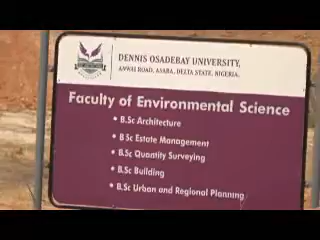 DENNIS OSADEBAY UNIVERSITY,
ANWAI ROAD, ASABA, DELTA STATE, NIGERIA.
Faculty of Environmental Science
• B.Sc Architecture
• B.Sc Estate Management
• B.Sc Quantity Surveying
• B.Sc Building
• B.Sc Urban and Regional Planning